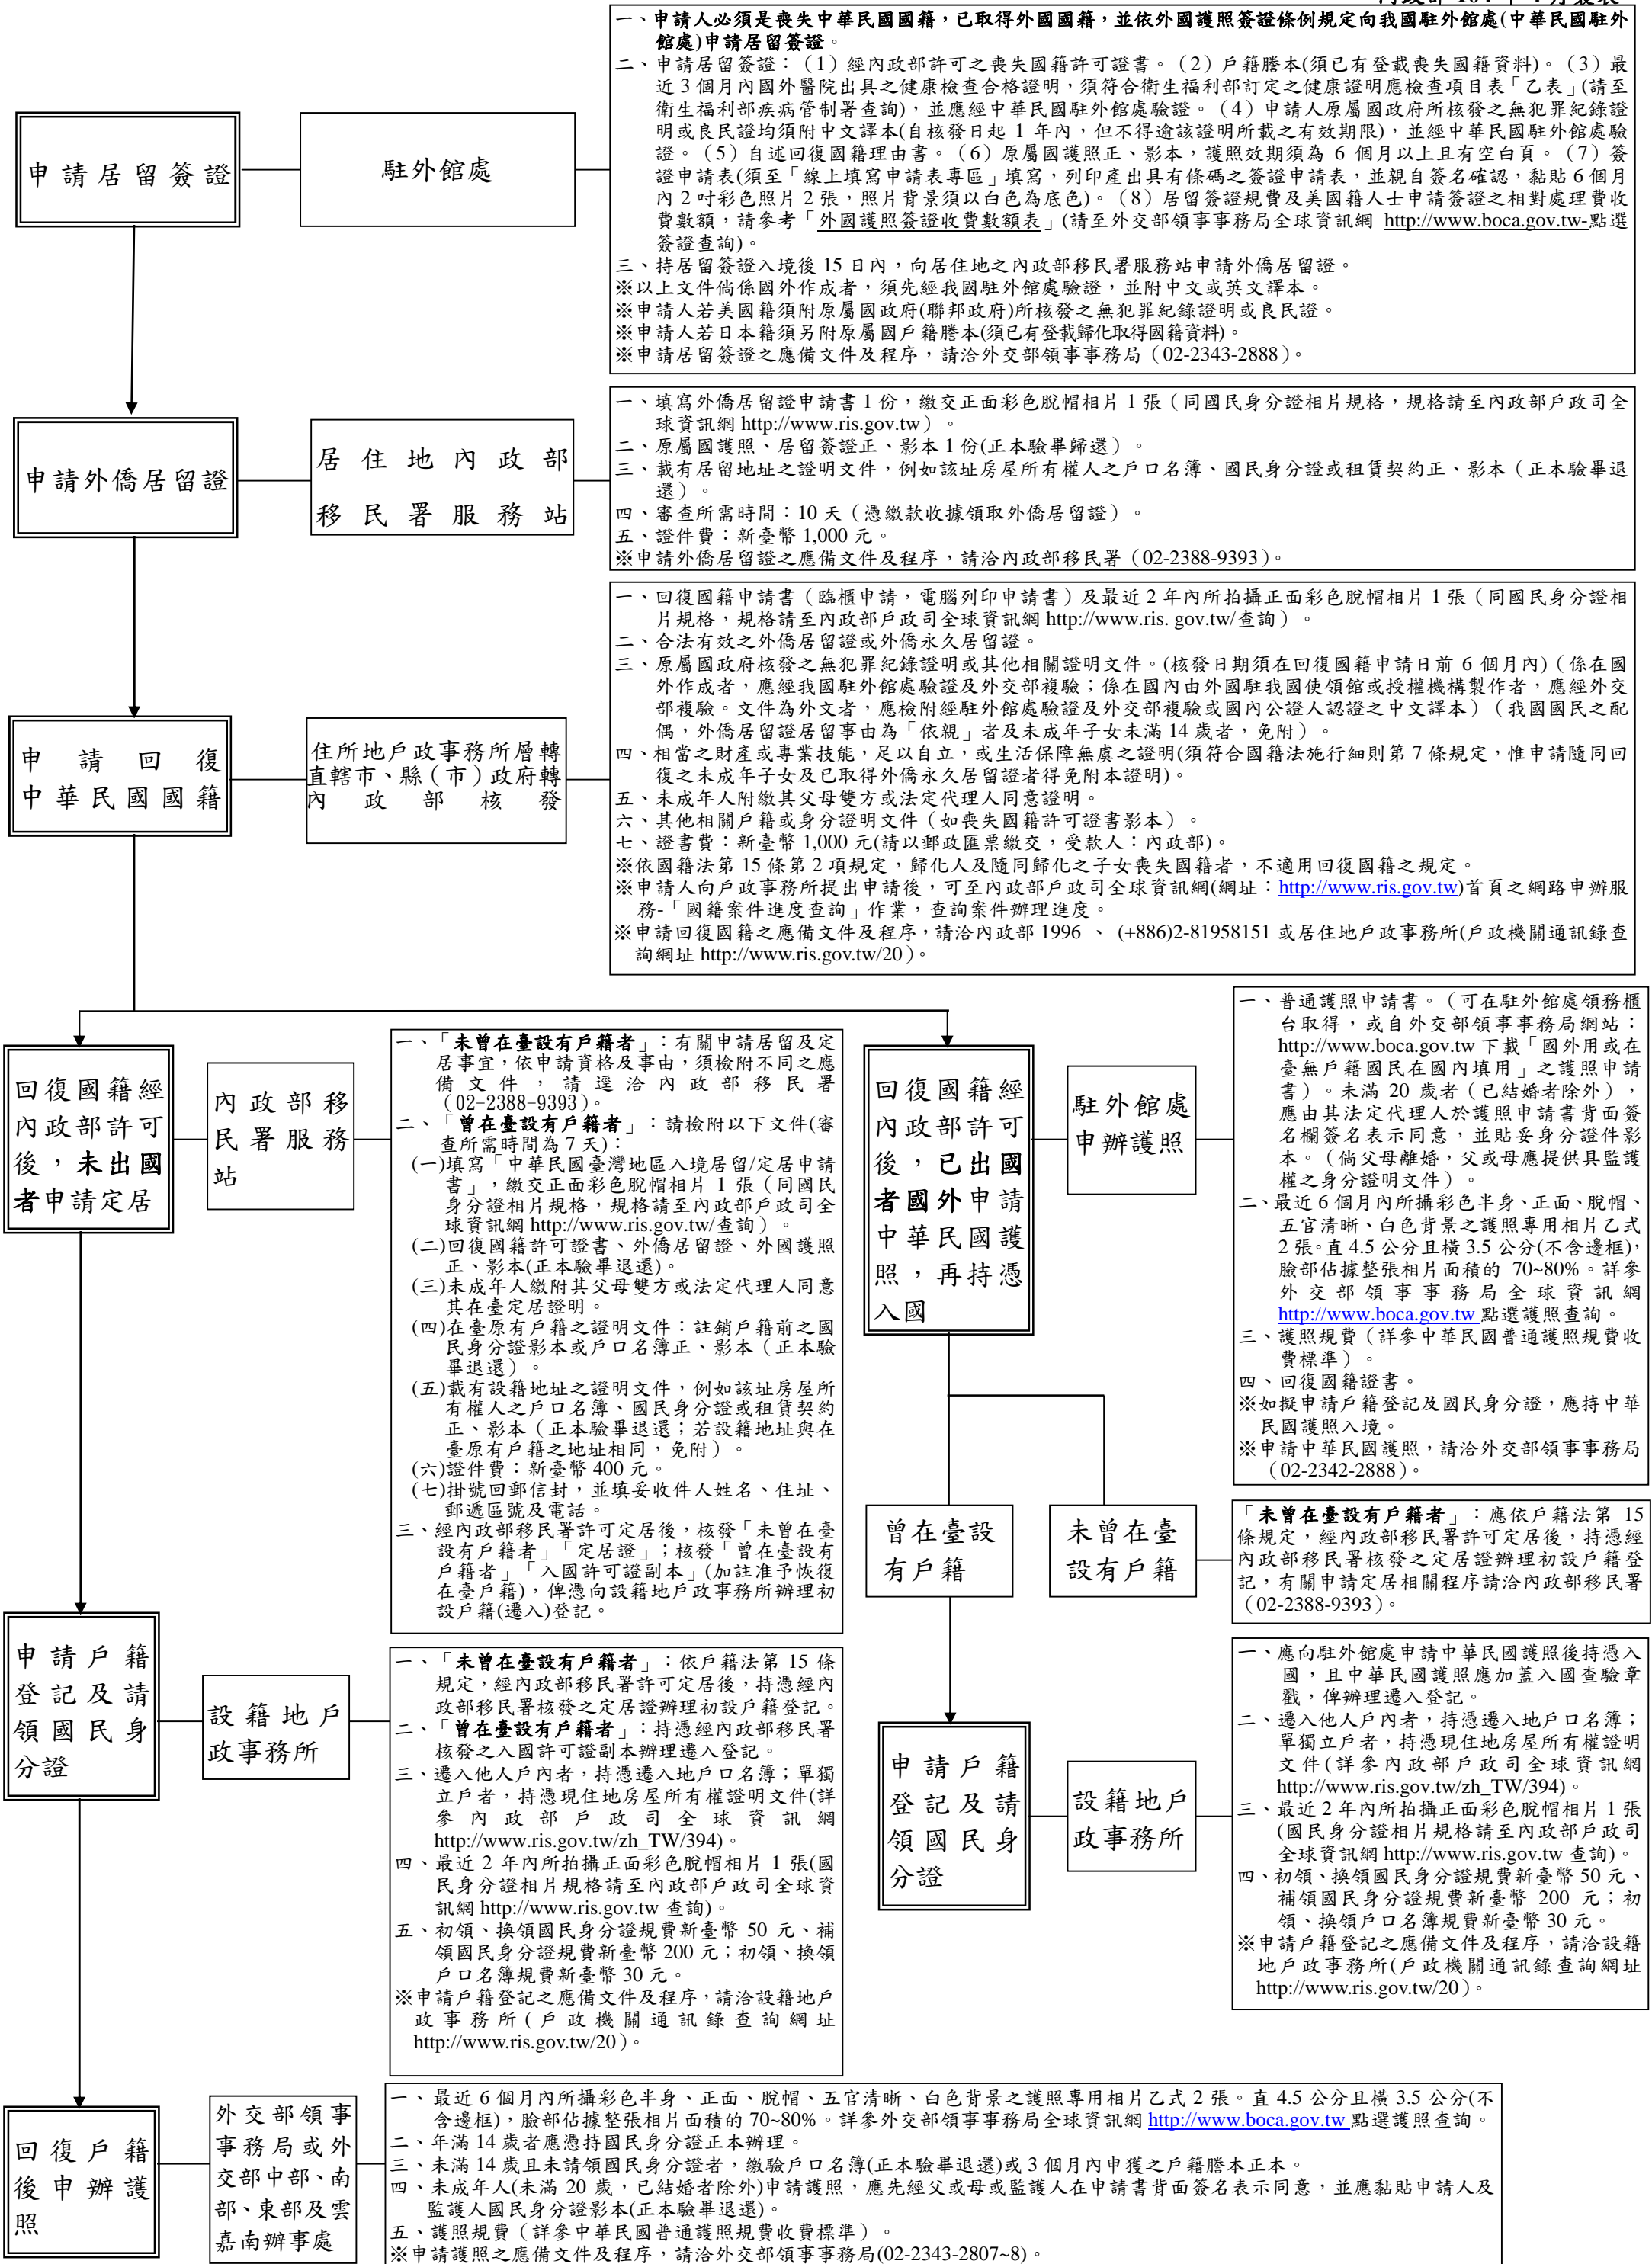 一、申請人必須是喪失中華民國國籍，已取得外國國籍，並依外國護照簽證條例規定向我國駐外館處(中華民國駐外
館處)申請居留簽證。
二、申請居留簽證：（1）經內政部許可之喪失國籍許可證書。（2）戶籍謄本(須已有登載喪失國籍資料)。（3）最
近 3 個月內國外醫院出具之健康檢查合格證明，須符合衛生福利部訂定之健康證明應檢查項目表「乙表」(請至
衛生福利部疾病管制署查詢)，並應經中華民國駐外館處驗證。（4）申請人原屬國政府所核發之無犯罪紀錄證
明或良民證均須附中文譯本(自核發日起 1 年內，但不得逾該證明所載之有效期限)，並經中華民國駐外館處驗
證。（5）自述回復國籍理由書。（6）原屬國護照正、影本，護照效期須為 6 個月以上且有空白頁。（7）簽
證申請表(須至「線上填寫申請表專區」填寫，列印產出具有條碼之簽證申請表，並親自簽名確認，黏貼 6 個月
內 2 吋彩色照片 2 張，照片背景須以白色為底色)。（8）居留簽證規費及美國籍人士申請簽證之相對處理費收
費數額，請參考「外國護照簽證收費數額表」(請至外交部領事事務局全球資訊網 http://www.boca.gov.tw-點選
簽證查詢)。
三、持居留簽證入境後 15 日內，向居住地之內政部移民署服務站申請外僑居留證。
※以上文件倘係國外作成者，須先經我國駐外館處驗證，並附中文或英文譯本。
※申請人若美國籍須附原屬國政府(聯邦政府)所核發之無犯罪紀錄證明或良民證。
※申請人若日本籍須另附原屬國戶籍謄本(須已有登載歸化取得國籍資料)。
※申請居留簽證之應備文件及程序，請洽外交部領事事務局（02-2343-2888）。
申請居留簽證
駐外館處
一、填寫外僑居留證申請書 1 份，繳交正面彩色脫帽相片 1 張（同國民身分證相片規格，規格請至內政部戶政司全
球資訊網 http://www.ris.gov.tw）。
二、原屬國護照、居留簽證正、影本 1 份(正本驗畢歸還）。
三、載有居留地址之證明文件，例如該址房屋所有權人之戶口名簿、國民身分證或租賃契約正、影本（正本驗畢退
還）。
四、審查所需時間：10 天（憑繳款收據領取外僑居留證）。
五、證件費：新臺幣 1,000 元。
※申請外僑居留證之應備文件及程序，請洽內政部移民署（02-2388-9393）。
申請外僑居留證
居住地內政部
移民署服務站
一、回復國籍申請書（臨櫃申請，電腦列印申請書）及最近 2 年內所拍攝正面彩色脫帽相片 1 張（同國民身分證相
片規格，規格請至內政部戶政司全球資訊網 http://www.ris. gov.tw/查詢）。
二、合法有效之外僑居留證或外僑永久居留證。
三、原屬國政府核發之無犯罪紀錄證明或其他相關證明文件。(核發日期須在回復國籍申請日前 6 個月內)（係在國
外作成者，應經我國駐外館處驗證及外交部複驗；係在國內由外國駐我國使領館或授權機構製作者，應經外交
部複驗。文件為外文者，應檢附經駐外館處驗證及外交部複驗或國內公證人認證之中文譯本）（我國國民之配
偶，外僑居留證居留事由為「依親」者及未成年子女未滿 14 歲者，免附）。
四、相當之財產或專業技能，足以自立，或生活保障無虞之證明(須符合國籍法施行細則第 7 條規定，惟申請隨同回
復之未成年子女及已取得外僑永久居留證者得免附本證明)。
五、未成年人附繳其父母雙方或法定代理人同意證明。
六、其他相關戶籍或身分證明文件（如喪失國籍許可證書影本）。
七、證書費：新臺幣 1,000 元(請以郵政匯票繳交，受款人：內政部)。
※依國籍法第 15 條第 2 項規定，歸化人及隨同歸化之子女喪失國籍者，不適用回復國籍之規定。
※申請人向戶政事務所提出申請後，可至內政部戶政司全球資訊網(網址：http://www.ris.gov.tw)首頁之網路申辦服
務-「國籍案件進度查詢」作業，查詢案件辦理進度。
※申請回復國籍之應備文件及程序，請洽內政部 1996 、 (+886)2-81958151 或居住地戶政事務所(戶政機關通訊錄查
詢網址 http://www.ris.gov.tw/20）。
申請回復
中華民國國籍
住所地戶政事務所層轉
直轄市、縣（市）政府轉
內政部核發
回復國籍經
內政部許可
後，未出國
者申請定居
內政部移
民署服務
站
一、「未曾在臺設有戶籍者」：有關申請居留及定
居事宜，依申請資格及事由，須檢附不同之應
備文件，請逕洽內政部移民署
（02-2388-9393）。
二、「曾在臺設有戶籍者」：請檢附以下文件(審
查所需時間為 7 天)：
(一)填寫「中華民國臺灣地區入境居留/定居申請
書」，繳交正面彩色脫帽相片 1 張（同國民
身分證相片規格，規格請至內政部戶政司全
球資訊網 http://www.ris.gov.tw/查詢）。
(二)回復國籍許可證書、外僑居留證、外國護照
正、影本(正本驗畢退還)。
(三)未成年人繳附其父母雙方或法定代理人同意
其在臺定居證明。
(四)在臺原有戶籍之證明文件：註銷戶籍前之國
民身分證影本或戶口名簿正、影本（正本驗
畢退還）。
(五)載有設籍地址之證明文件，例如該址房屋所
有權人之戶口名簿、國民身分證或租賃契約
正、影本（正本驗畢退還；若設籍地址與在
臺原有戶籍之地址相同，免附）。
(六)證件費：新臺幣 400 元。
(七)掛號回郵信封，並填妥收件人姓名、住址、
郵遞區號及電話。
三、經內政部移民署許可定居後，核發「未曾在臺
設有戶籍者」「定居證」；核發「曾在臺設有
戶籍者」「入國許可證副本」(加註准予恢復
在臺戶籍)，俾憑向設籍地戶政事務所辦理初
設戶籍(遷入)登記。
回復國籍經
內政部許可
後，已出國
者國外申請
中華民國護
照，再持憑
入國
駐外館處
申辦護照
一、普通護照申請書。（可在駐外館處領務櫃
台取得，或自外交部領事事務局網站：
http://www.boca.gov.tw 下載「國外用或在
臺無戶籍國民在國內填用」之護照申請
書）。未滿 20 歲者（已結婚者除外），
應由其法定代理人於護照申請書背面簽
名欄簽名表示同意，並貼妥身分證件影
本。（倘父母離婚，父或母應提供具監護
權之身分證明文件）。
二、最近 6 個月內所攝彩色半身、正面、脫帽、
五官清晰、白色背景之護照專用相片乙式
2 張。直 4.5 公分且橫 3.5 公分(不含邊框)，
臉部佔據整張相片面積的 70~80%。詳參
外交部領事事務局全球資訊網
http://www.boca.gov.tw 點選護照查詢。
三、護照規費（詳參中華民國普通護照規費收
費標準）。
四、回復國籍證書。
※如擬申請戶籍登記及國民身分證，應持中華
民國護照入境。
※申請中華民國護照，請洽外交部領事事務局
（02-2342-2888）。
曾在臺設
有戶籍
未曾在臺
設有戶籍
「未曾在臺設有戶籍者」：應依戶籍法第 15
條規定，經內政部移民署許可定居後，持憑經
內政部移民署核發之定居證辦理初設戶籍登
記，有關申請定居相關程序請洽內政部移民署
（02-2388-9393）。
申請戶籍
登記及請
領國民身
分證
設籍地戶
政事務所
一、「未曾在臺設有戶籍者」：依戶籍法第 15 條
規定，經內政部移民署許可定居後，持憑經內
政部移民署核發之定居證辦理初設戶籍登記。
二、「曾在臺設有戶籍者」：持憑經內政部移民署
核發之入國許可證副本辦理遷入登記。
三、遷入他人戶內者，持憑遷入地戶口名簿；單獨
立戶者，持憑現住地房屋所有權證明文件(詳
參內政部戶政司全球資訊網
http://www.ris.gov.tw/zh_TW/394)。
四、最近 2 年內所拍攝正面彩色脫帽相片 1 張(國
民身分證相片規格請至內政部戶政司全球資
訊網 http://www.ris.gov.tw 查詢)。
五、初領、換領國民身分證規費新臺幣 50 元、補
領國民身分證規費新臺幣 200 元；初領、換領
戶口名簿規費新臺幣 30 元。
※申請戶籍登記之應備文件及程序，請洽設籍地戶
政事務所(戶政機關通訊錄查詢網址
http://www.ris.gov.tw/20）。
申請戶籍
登記及請
領國民身
分證
設籍地戶
政事務所
一、應向駐外館處申請中華民國護照後持憑入
國，且中華民國護照應加蓋入國查驗章
戳，俾辦理遷入登記。
二、遷入他人戶內者，持憑遷入地戶口名簿；
單獨立戶者，持憑現住地房屋所有權證明
文件(詳參內政部戶政司全球資訊網
http://www.ris.gov.tw/zh_TW/394)。
三、最近 2 年內所拍攝正面彩色脫帽相片 1 張
(國民身分證相片規格請至內政部戶政司
全球資訊網 http://www.ris.gov.tw 查詢)。
四、初領、換領國民身分證規費新臺幣 50 元、
補領國民身分證規費新臺幣 200 元；初
領、換領戶口名簿規費新臺幣 30 元。
※申請戶籍登記之應備文件及程序，請洽設籍
地戶政事務所(戶政機關通訊錄查詢網址
http://www.ris.gov.tw/20）。
回復戶籍
後申辦護
照
外交部領事
事務局或外
交部中部、南
部、東部及雲
嘉南辦事處
一、最近 6 個月內所攝彩色半身、正面、脫帽、五官清晰、白色背景之護照專用相片乙式 2 張。直 4.5 公分且橫 3.5 公分(不
含邊框)，臉部佔據整張相片面積的 70~80%。詳參外交部領事事務局全球資訊網 http://www.boca.gov.tw 點選護照查詢。
二、年滿 14 歲者應憑持國民身分證正本辦理。
三、未滿 14 歲且未請領國民身分證者，繳驗戶口名簿(正本驗畢退還)或 3 個月內申獲之戶籍謄本正本。
四、未成年人(未滿 20 歲，已結婚者除外)申請護照，應先經父或母或監護人在申請書背面簽名表示同意，並應黏貼申請人及
監護人國民身分證影本(正本驗畢退還)。
五、護照規費（詳參中華民國普通護照規費收費標準）。
※申請護照之應備文件及程序，請洽外交部領事事務局(02-2343-2807~8)。